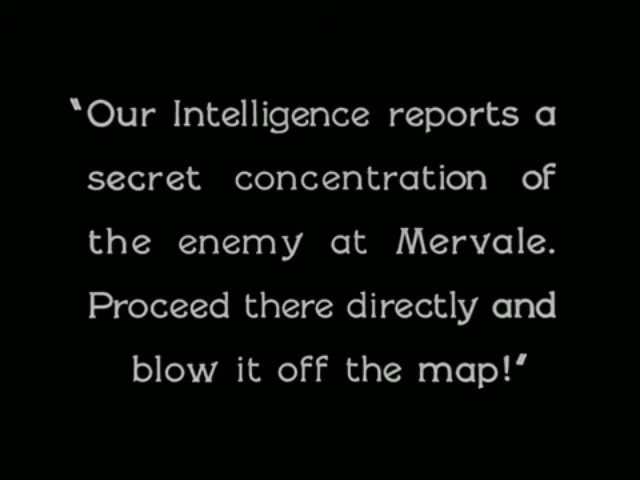 "Our Intelligence reports a
secret concentration of
the enemy at Mervale.
Proceed there directly and
blow it off the map!"